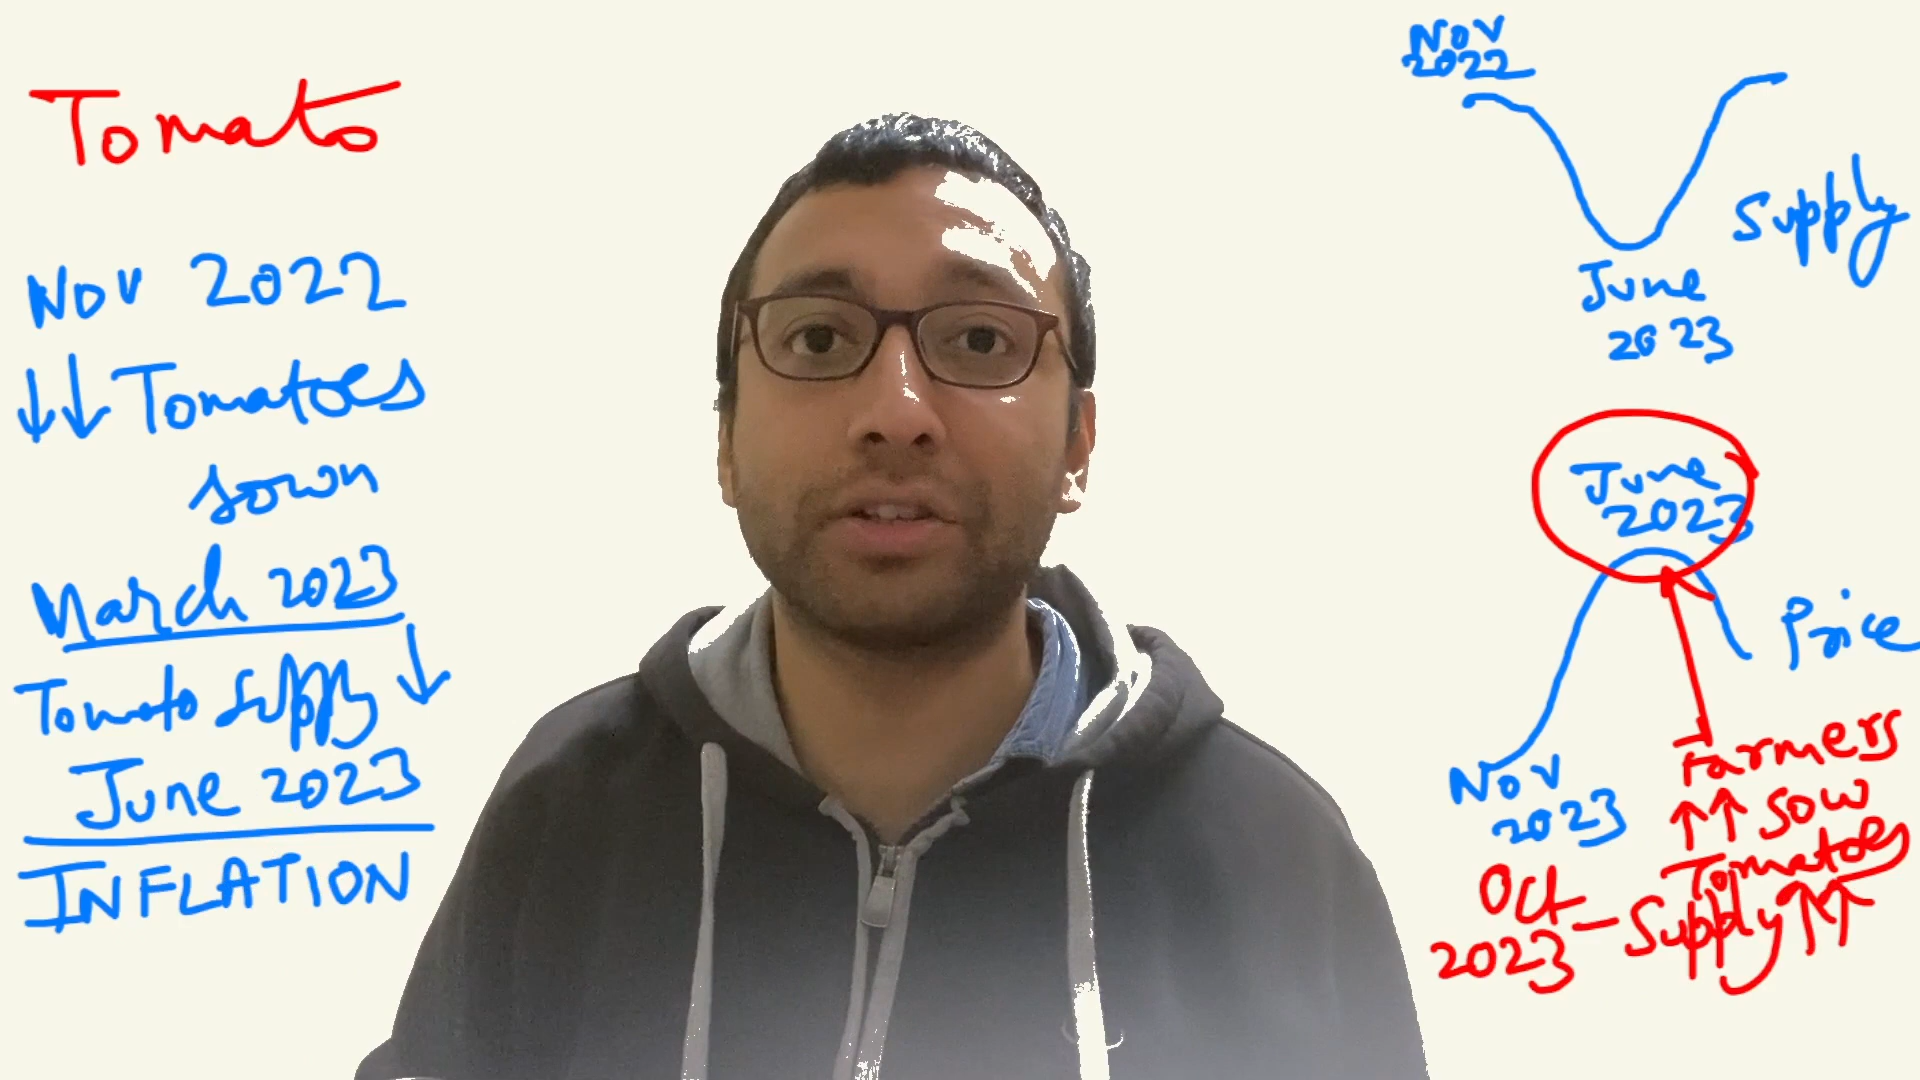 Tomato
Nov 2022
↓↓ Tomatoes
sown
March 2023
Tomato supply ↓
June 2023
INFLATION
Nov
2022
Supply
June
2023
June
2023
Price
Nov
2023
Farmers
↑↑ sow
Tomatoes
Oct
2023 - Supply ↑↑